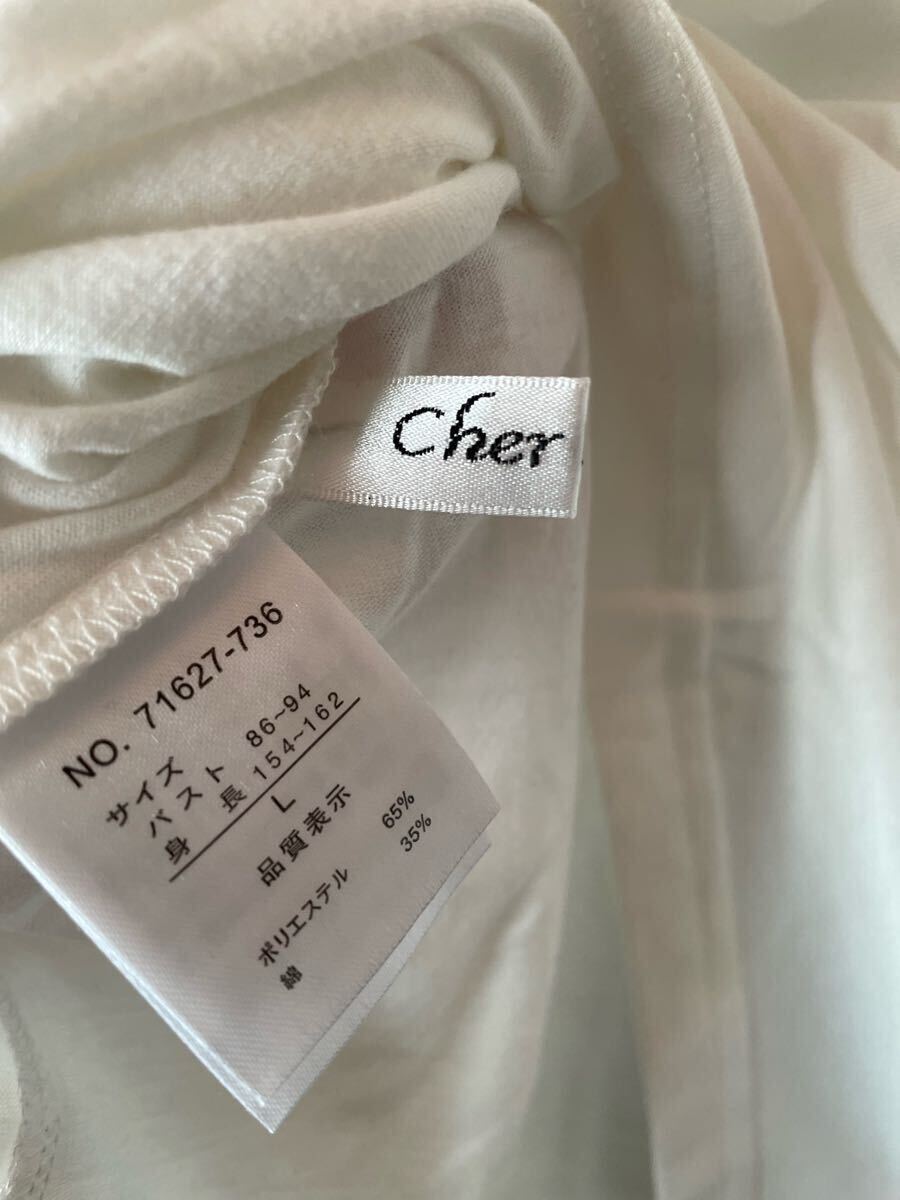 Cher
NO. 71627-736
サイズ
バスト 86~94
身 長 154~162
L
品質表示
ポリエステル 65%
綿 35%